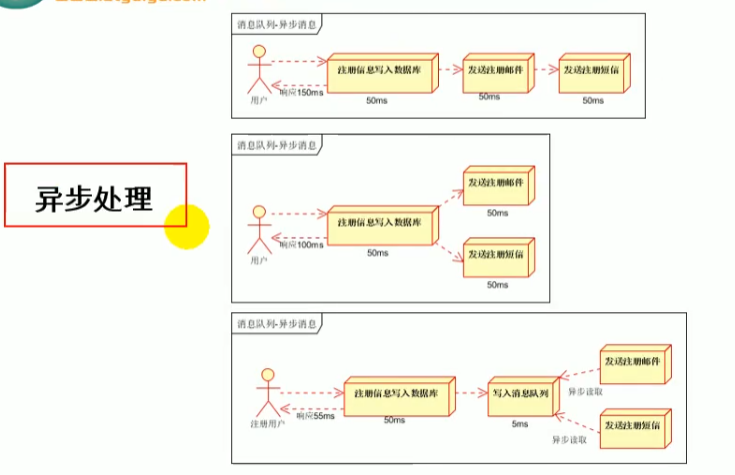 消息队列-异步消息
注册信息写入数据库
发送注册邮件
发送注册短信
响应150ms
用户
50ms
50ms
50ms
消息队列-异步消息
发送注册邮件
50ms
注册信息写入数据库
响应100ms
用户
50ms
发送注册短信
50ms
异步处理
消息队列-异步消息
发送注册邮件
注册信息写入数据库
写入消息队列
异步读取
响应55ms
注册用户
50ms
5ms
发送注册短信
异步读取